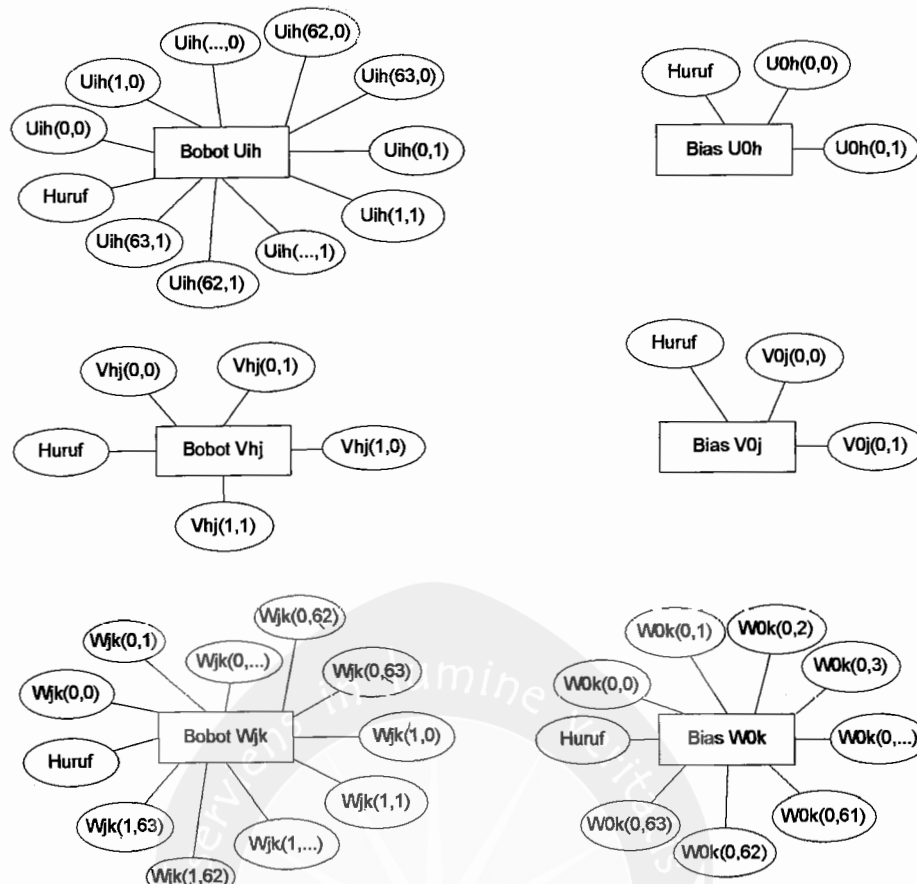 Uih(...,0)
Uih(62,0)
Uih(1,0)
Uih(63,0)
Uih(0,0)
Bobot Uih
Uih(0,1)
Huruf
Uih(1,1)
Uih(63,1)
Uih(...,1)
Uih(62,1)
Huruf
U0h(0,0)
Bias U0h
U0h(0,1)
Vhj(0,0)
Vhj(0,1)
Huruf
Bobot Vhj
Vhj(1,0)
Vhj(1,1)
Huruf
V0j(0,0)
Bias V0j
V0j(0,1)
Wjk(0,62)
Wjk(0,1)
Wjk(0,...)
Wjk(0,63)
Wjk(0,0)
Bobot Wjk
Wjk(1,0)
Huruf
Wjk(1,1)
Wjk(1,63)
Wjk(1,...)
Wjk(1,62)
W0k(0,1)
W0k(0,2)
W0k(0,0)
W0k(0,3)
Huruf
Bias W0k
W0k(0,...)
W0k(0,63)
W0k(0,61)
W0k(0,62)
serviens in lumine veritatis